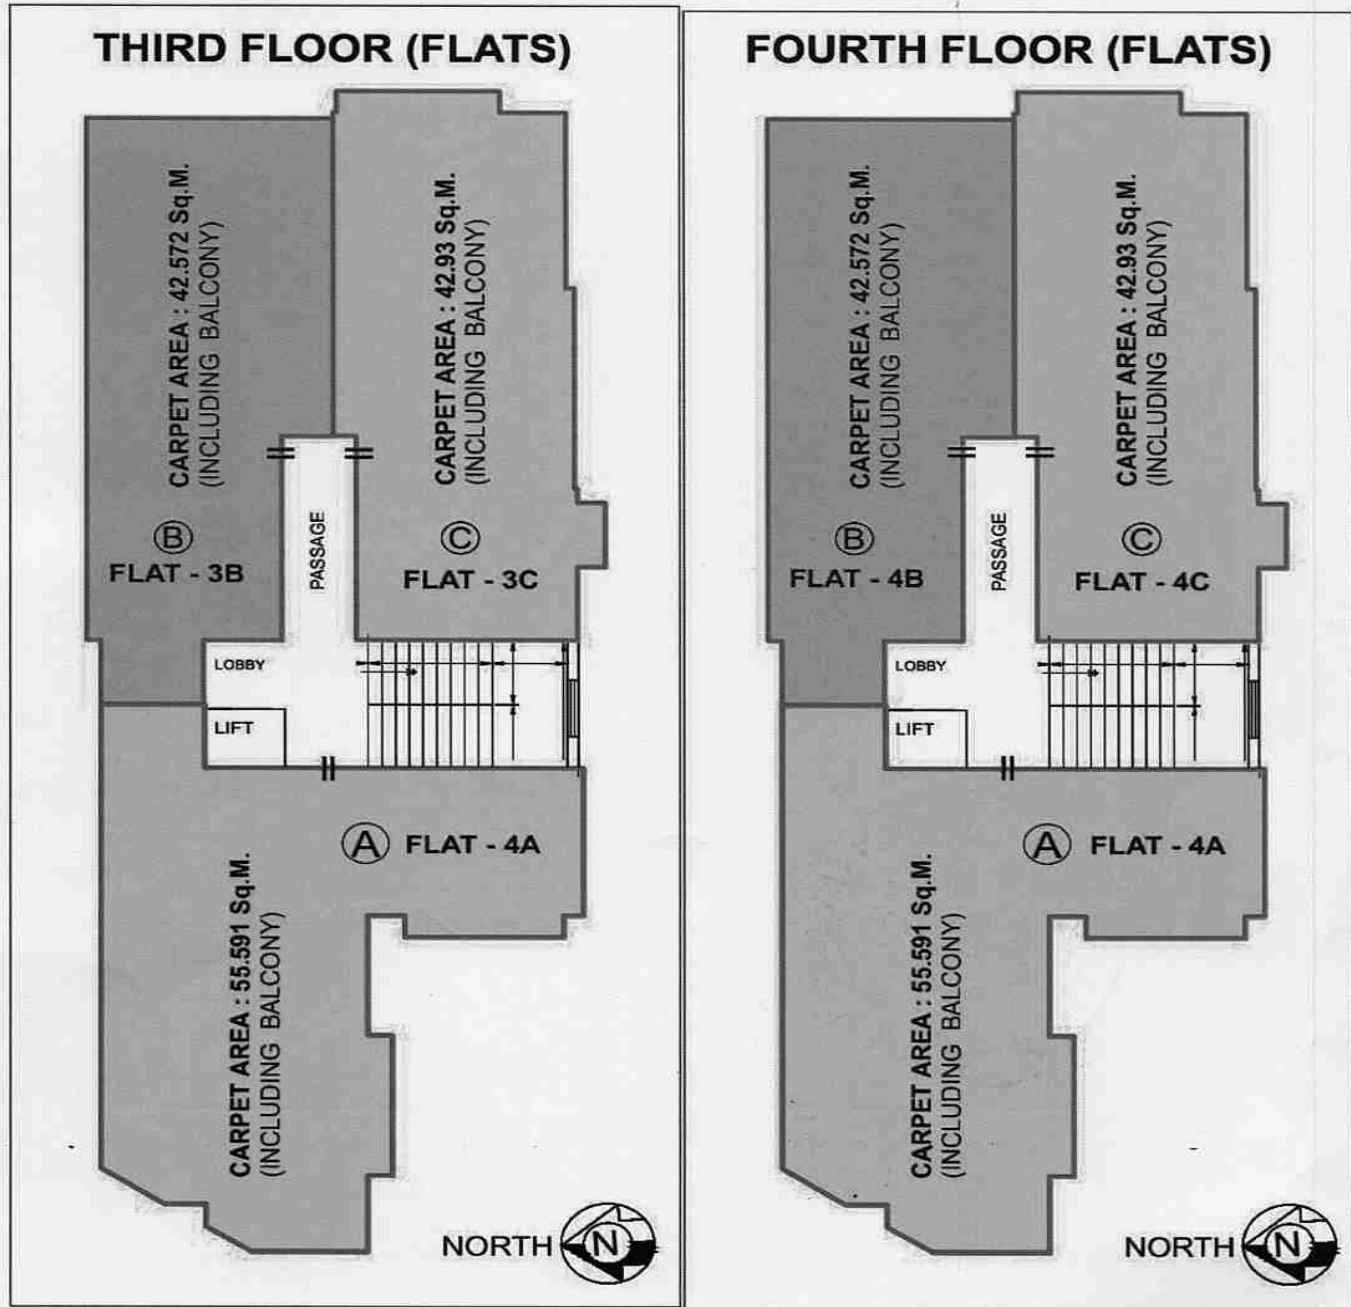 THIRD FLOOR (FLATS)
CARPET AREA : 42.572 Sq.M.
(INCLUDING BALCONY)
CARPET AREA : 42.93 Sq.M.
(INCLUDING BALCONY)
B
FLAT - 3B
PASSAGE
C
FLAT - 3C
LOBBY
LIFT
A FLAT - 4A
CARPET AREA : 55.591 Sq.M.
(INCLUDING BALCONY)
NORTH N
FOURTH FLOOR (FLATS)
CARPET AREA : 42.572 Sq.M.
(INCLUDING BALCONY)
CARPET AREA : 42.93 Sq.M.
(INCLUDING BALCONY)
B
FLAT - 4B
PASSAGE
C
FLAT - 4C
LOBBY
LIFT
A FLAT - 4A
CARPET AREA : 55.591 Sq.M.
(INCLUDING BALCONY)
NORTH N